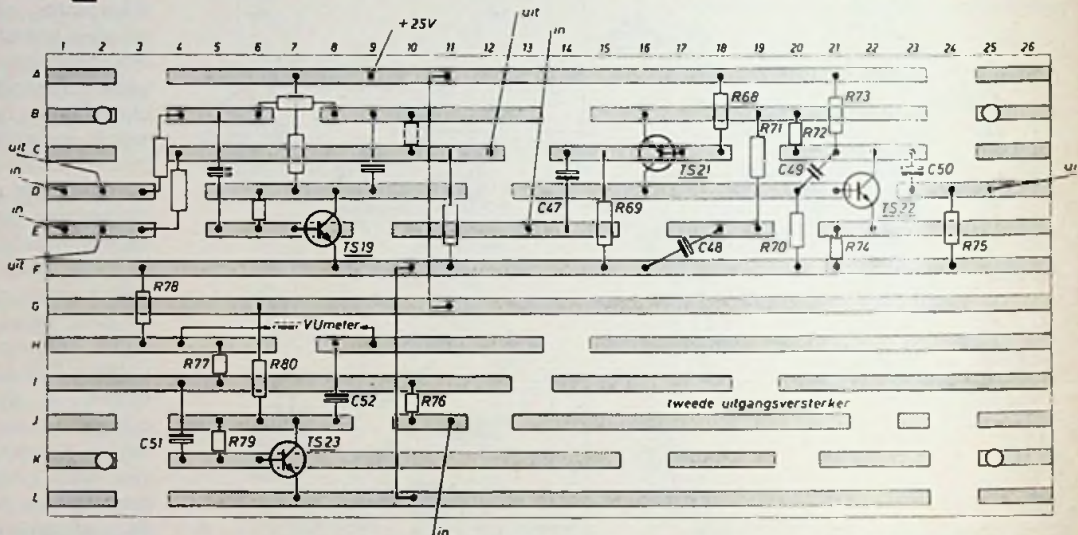 +25V
uit
in
1 2 3 4 5 6 7 8 9 10 11 12 13 14 15 16 17 18 19 20 21 22 23 24 25 26
A
B
R68
R73
C
R71
R72
uit
C49
C50
in
D
TS21
TS22
in
E
TS19
C47
R69
C48
R70
R74
R75
uit
F
R78
G
H
VUmeter
R77
R80
I
C52
R76
tweede uitgangsversterker
J
C51
R79
TS23
K
L
in